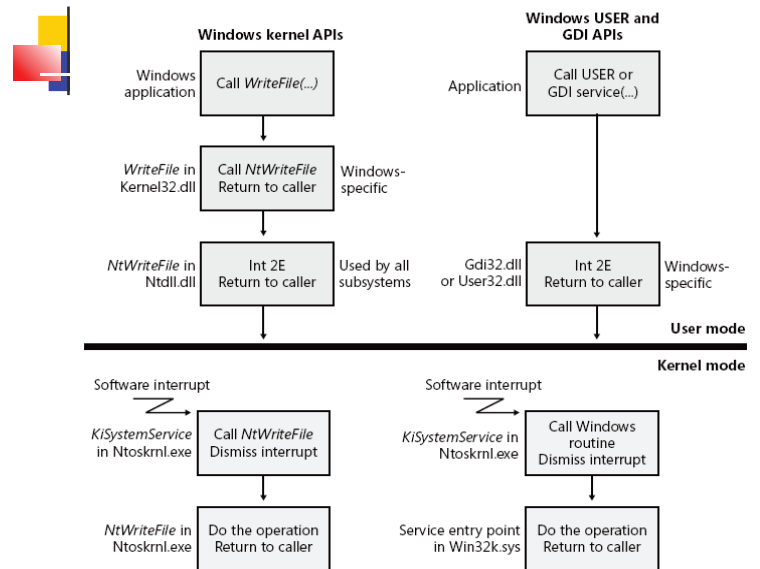 Windows kernel APIs
Windows USER and
GDI APIs
Windows
application
Call WriteFile(...)
Application
Call USER or
GDI service(...)
WriteFile in
Kernel32.dll
Call NtWriteFile
Return to caller
Windows-
specific
NtWriteFile in
Ntdll.dll
Int 2E
Return to caller
Used by all
subsystems
Gdi32.dll
or User32.dll
Int 2E
Return to caller
Windows-
specific
User mode
Kernel mode
Software interrupt
KiSystemService
in Ntoskrnl.exe
Call NtWriteFile
Dismiss interrupt
Software interrupt
KiSystemService in
Ntoskrnl.exe
Call Windows
routine
Dismiss interrupt
NtWriteFile in
Ntoskrnl.exe
Do the operation
Return to caller
Service entry point
in Win32k.sys
Do the operation
Return to caller